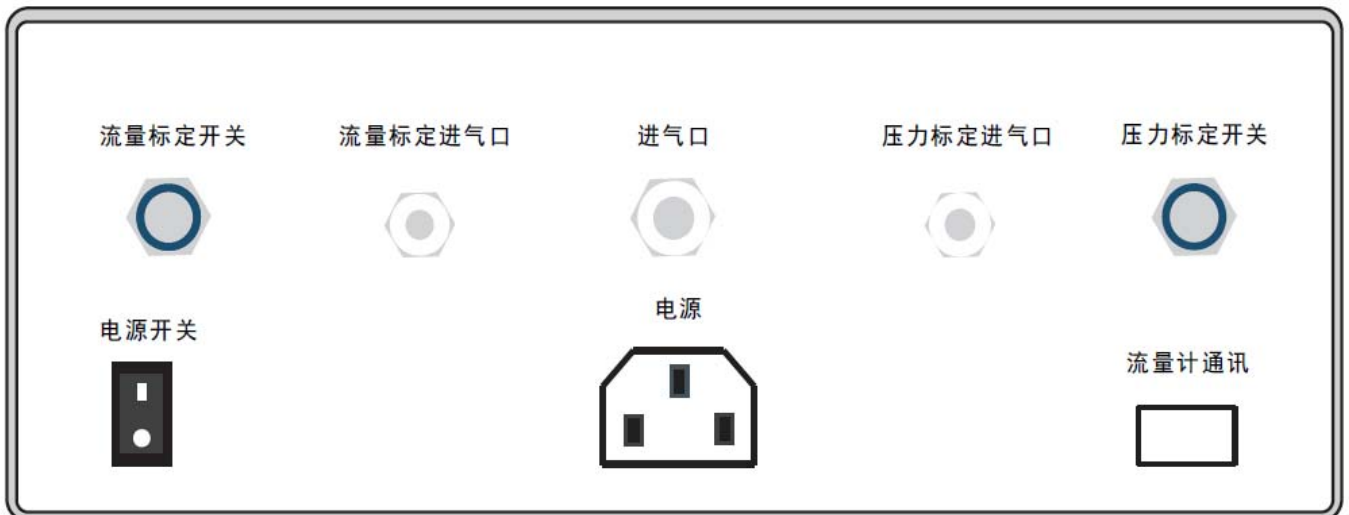 流量标定开关
流量标定进气口
进气口
压力标定进气口
压力标定开关
电源开关
电源
流量计通讯